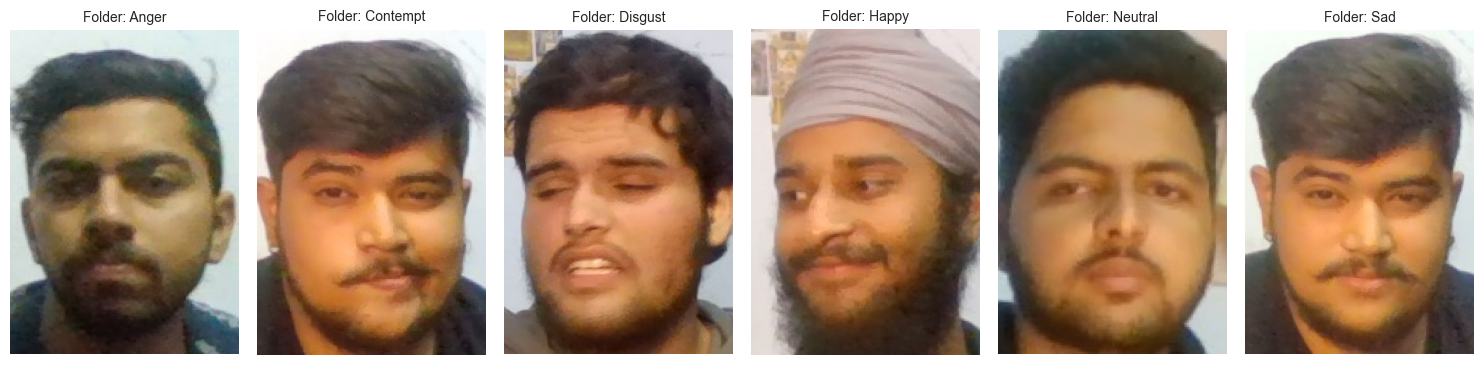 Folder: Anger
Folder: Contempt
Folder: Disgust
Folder: Happy
Folder: Neutral
Folder: Sad